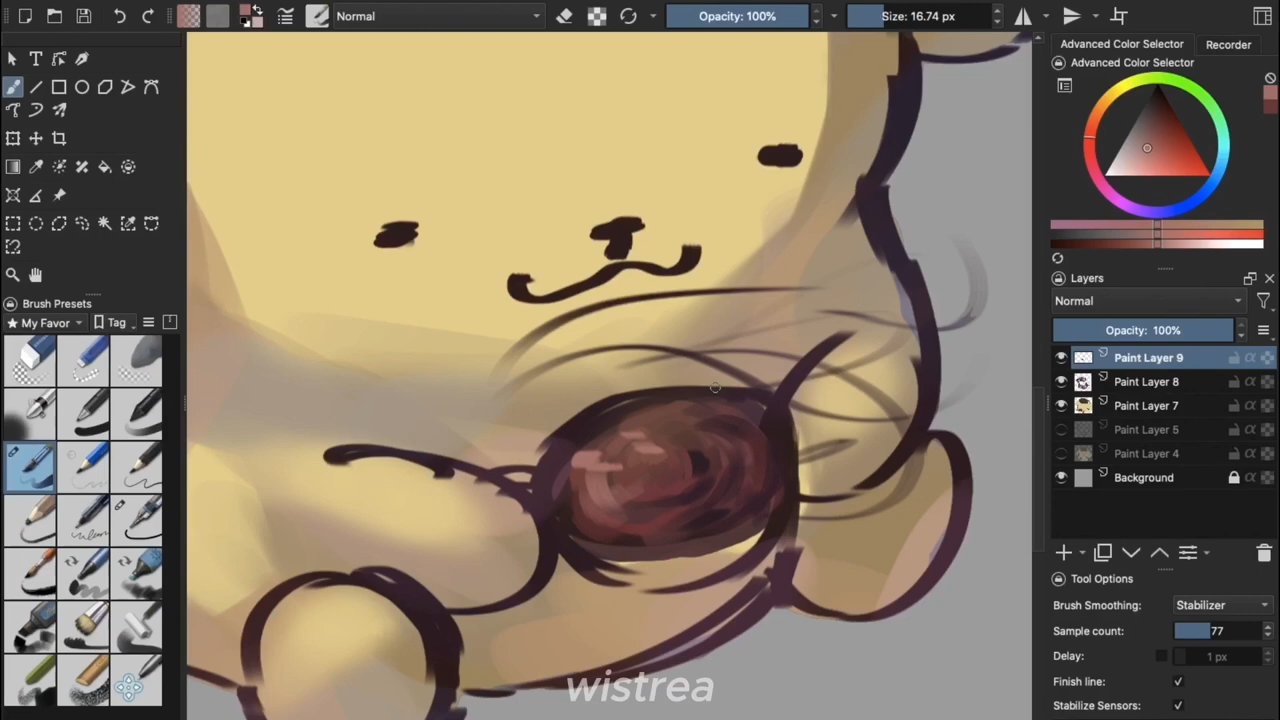 Normal
Opacity: 100%
Size: 16.74 px
Advanced Color Selector
Recorder
Advanced Color Selector
Layers
Normal
Opacity: 100%
Paint Layer 9
Paint Layer 8
Paint Layer 7
Paint Layer 5
Paint Layer 4
Background
Tool Options
Brush Smoothing:
Stabilizer
Sample count:
77
Delay:
1 px
Finish line:
Stabilize Sensors:
Brush Presets
My Favor
Tag
wistrea